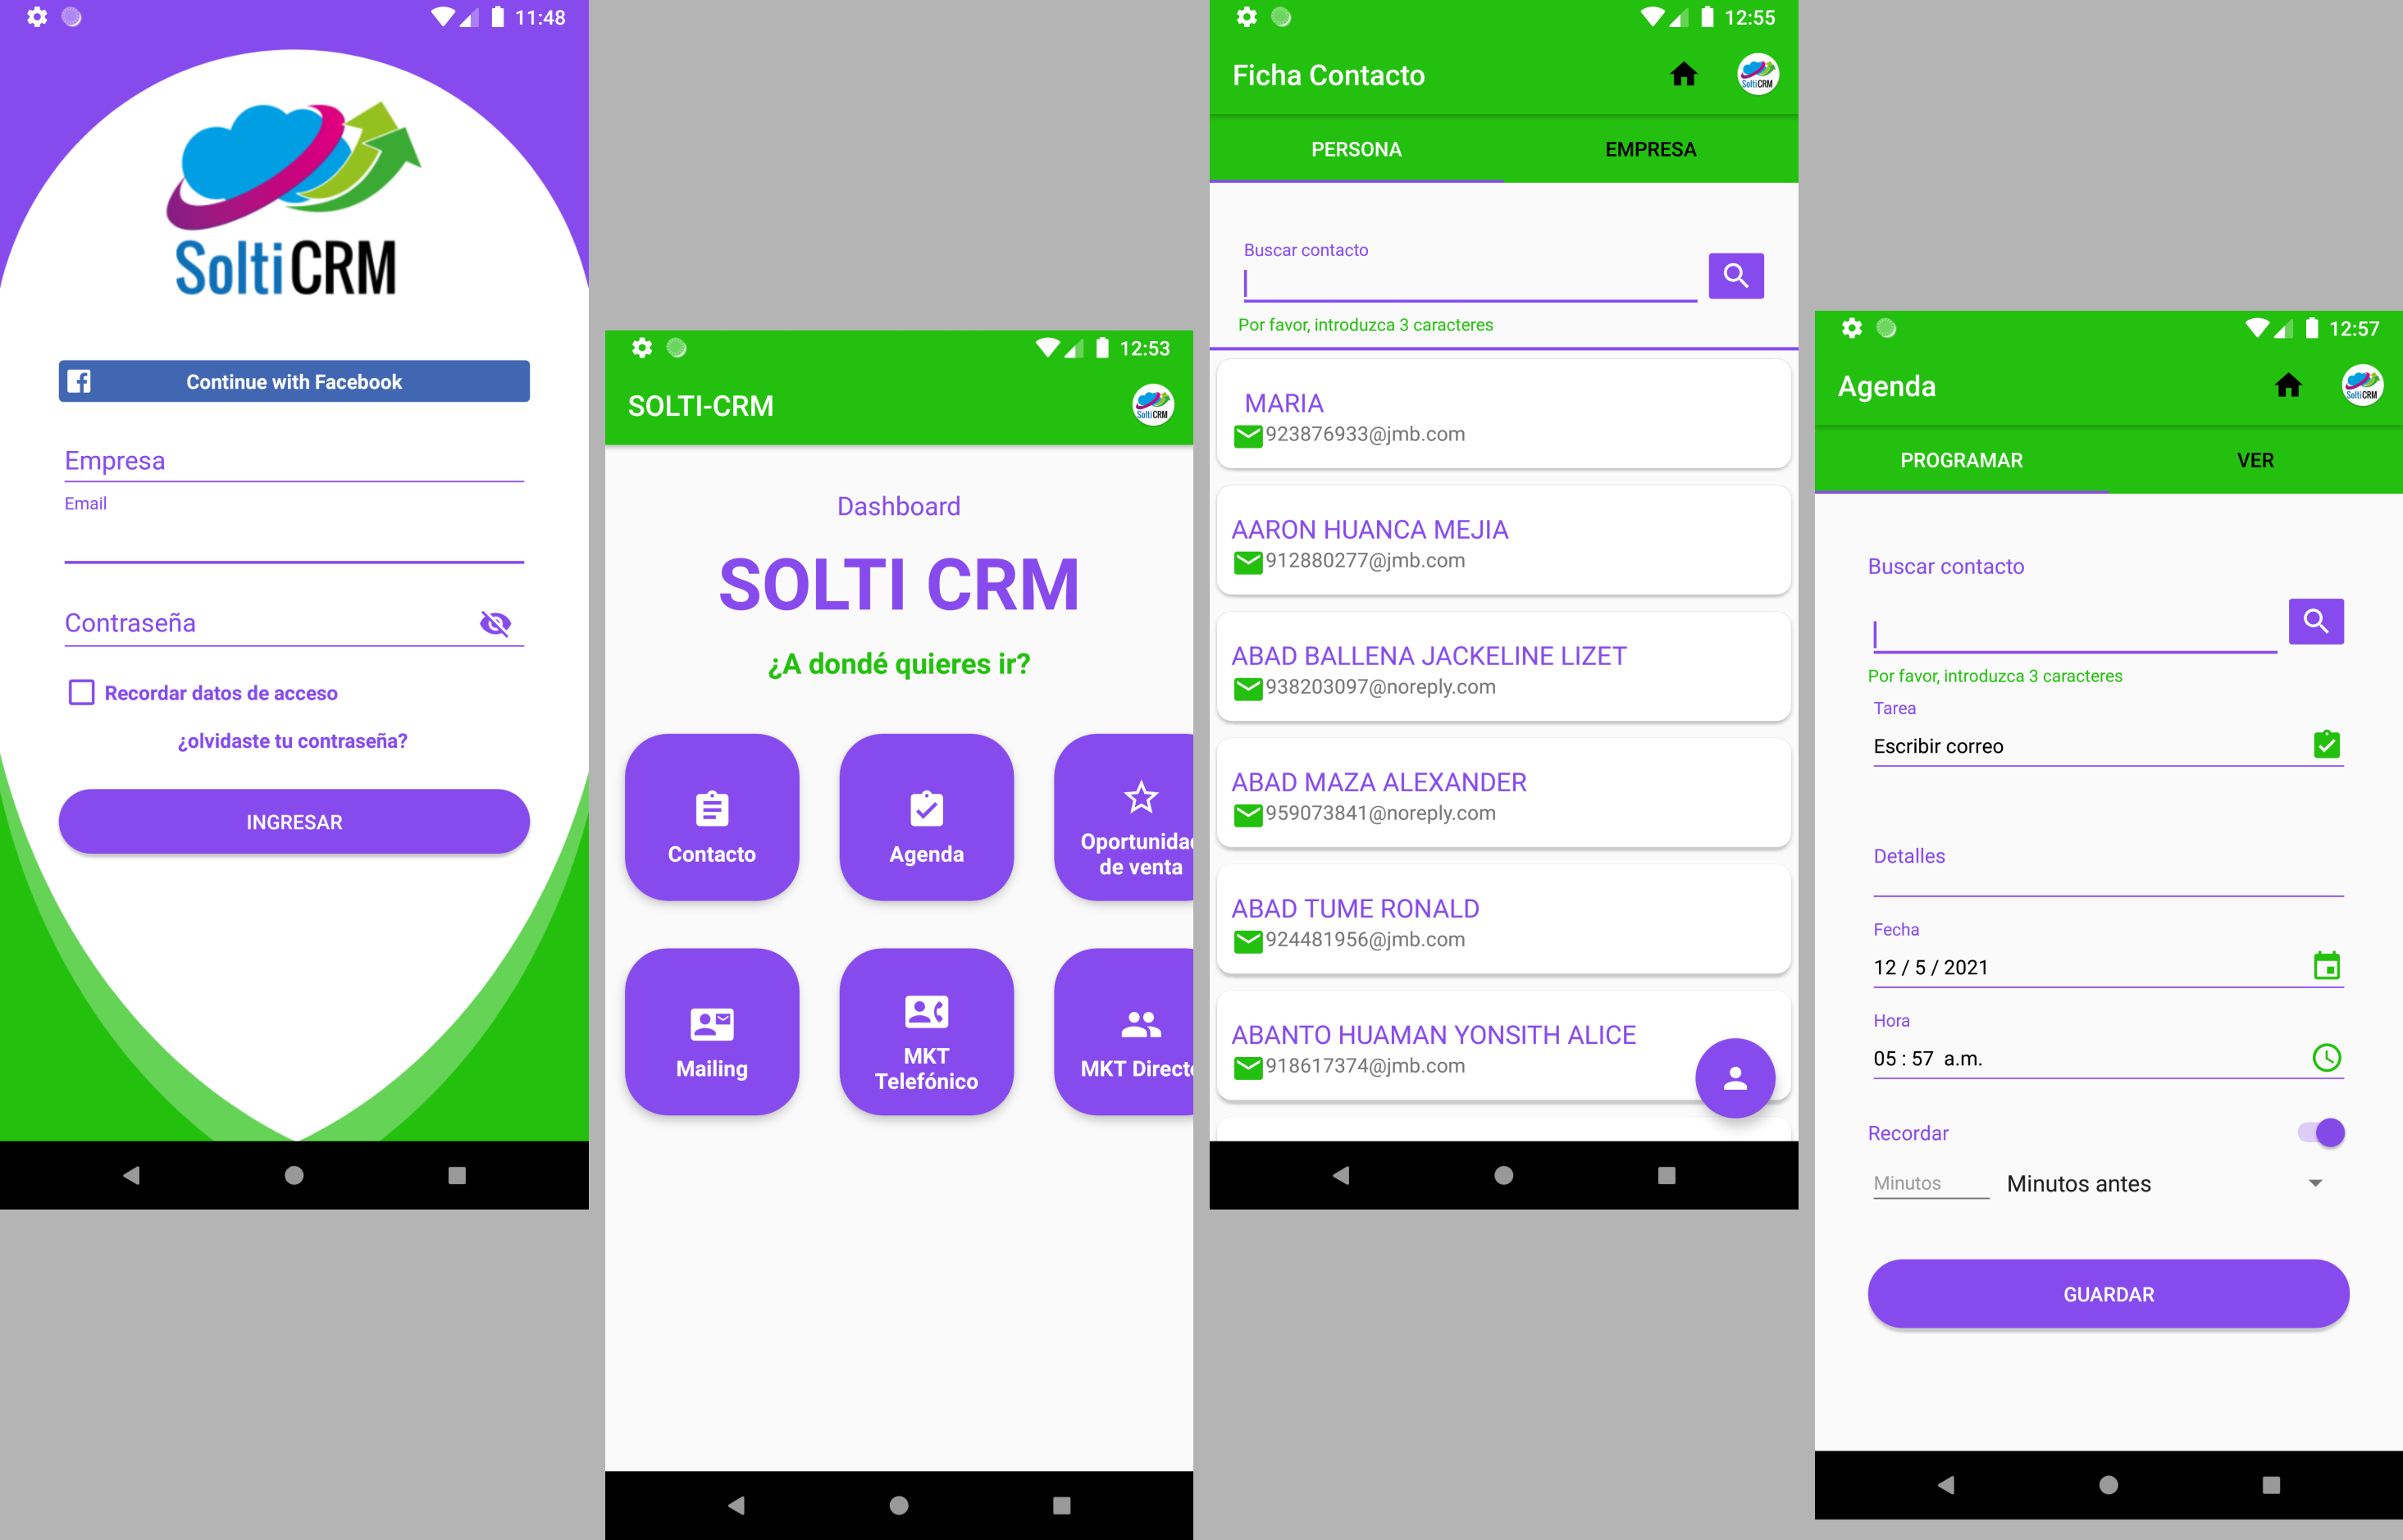 11:48
Solti CRM
Continue with Facebook
Empresa
Email
Contraseña
Recordar datos de acceso
¿olvidaste tu contraseña?
INGRESAR
12:53
SOLTI-CRM
SoltiCRM
Dashboard
SOLTI CRM
¿A dondé quieres ir?
Contacto
Agenda
Oportunidad
de venta
Mailing
MKT
Telefónico
MKT Directo
12:55
Ficha Contacto
SoltiCRM
PERSONA
EMPRESA
Buscar contacto
Por favor, introduzca 3 caracteres
MARIA
923876933@jmb.com
AARON HUANCA MEJIA
912880277@jmb.com
ABAD BALLENA JACKELINE LIZET
938203097@noreply.com
ABAD MAZA ALEXANDER
959073841@noreply.com
ABAD TUME RONALD
924481956@jmb.com
ABANTO HUAMAN YONSITH ALICE
918617374@jmb.com
12:57
Agenda
SoltiCRM
PROGRAMAR
VER
Buscar contacto
Por favor, introduzca 3 caracteres
Tarea
Escribir correo
Detalles
Fecha
12 / 5 / 2021
Hora
05 : 57 a.m.
Recordar
Minutos
Minutos antes
GUARDAR